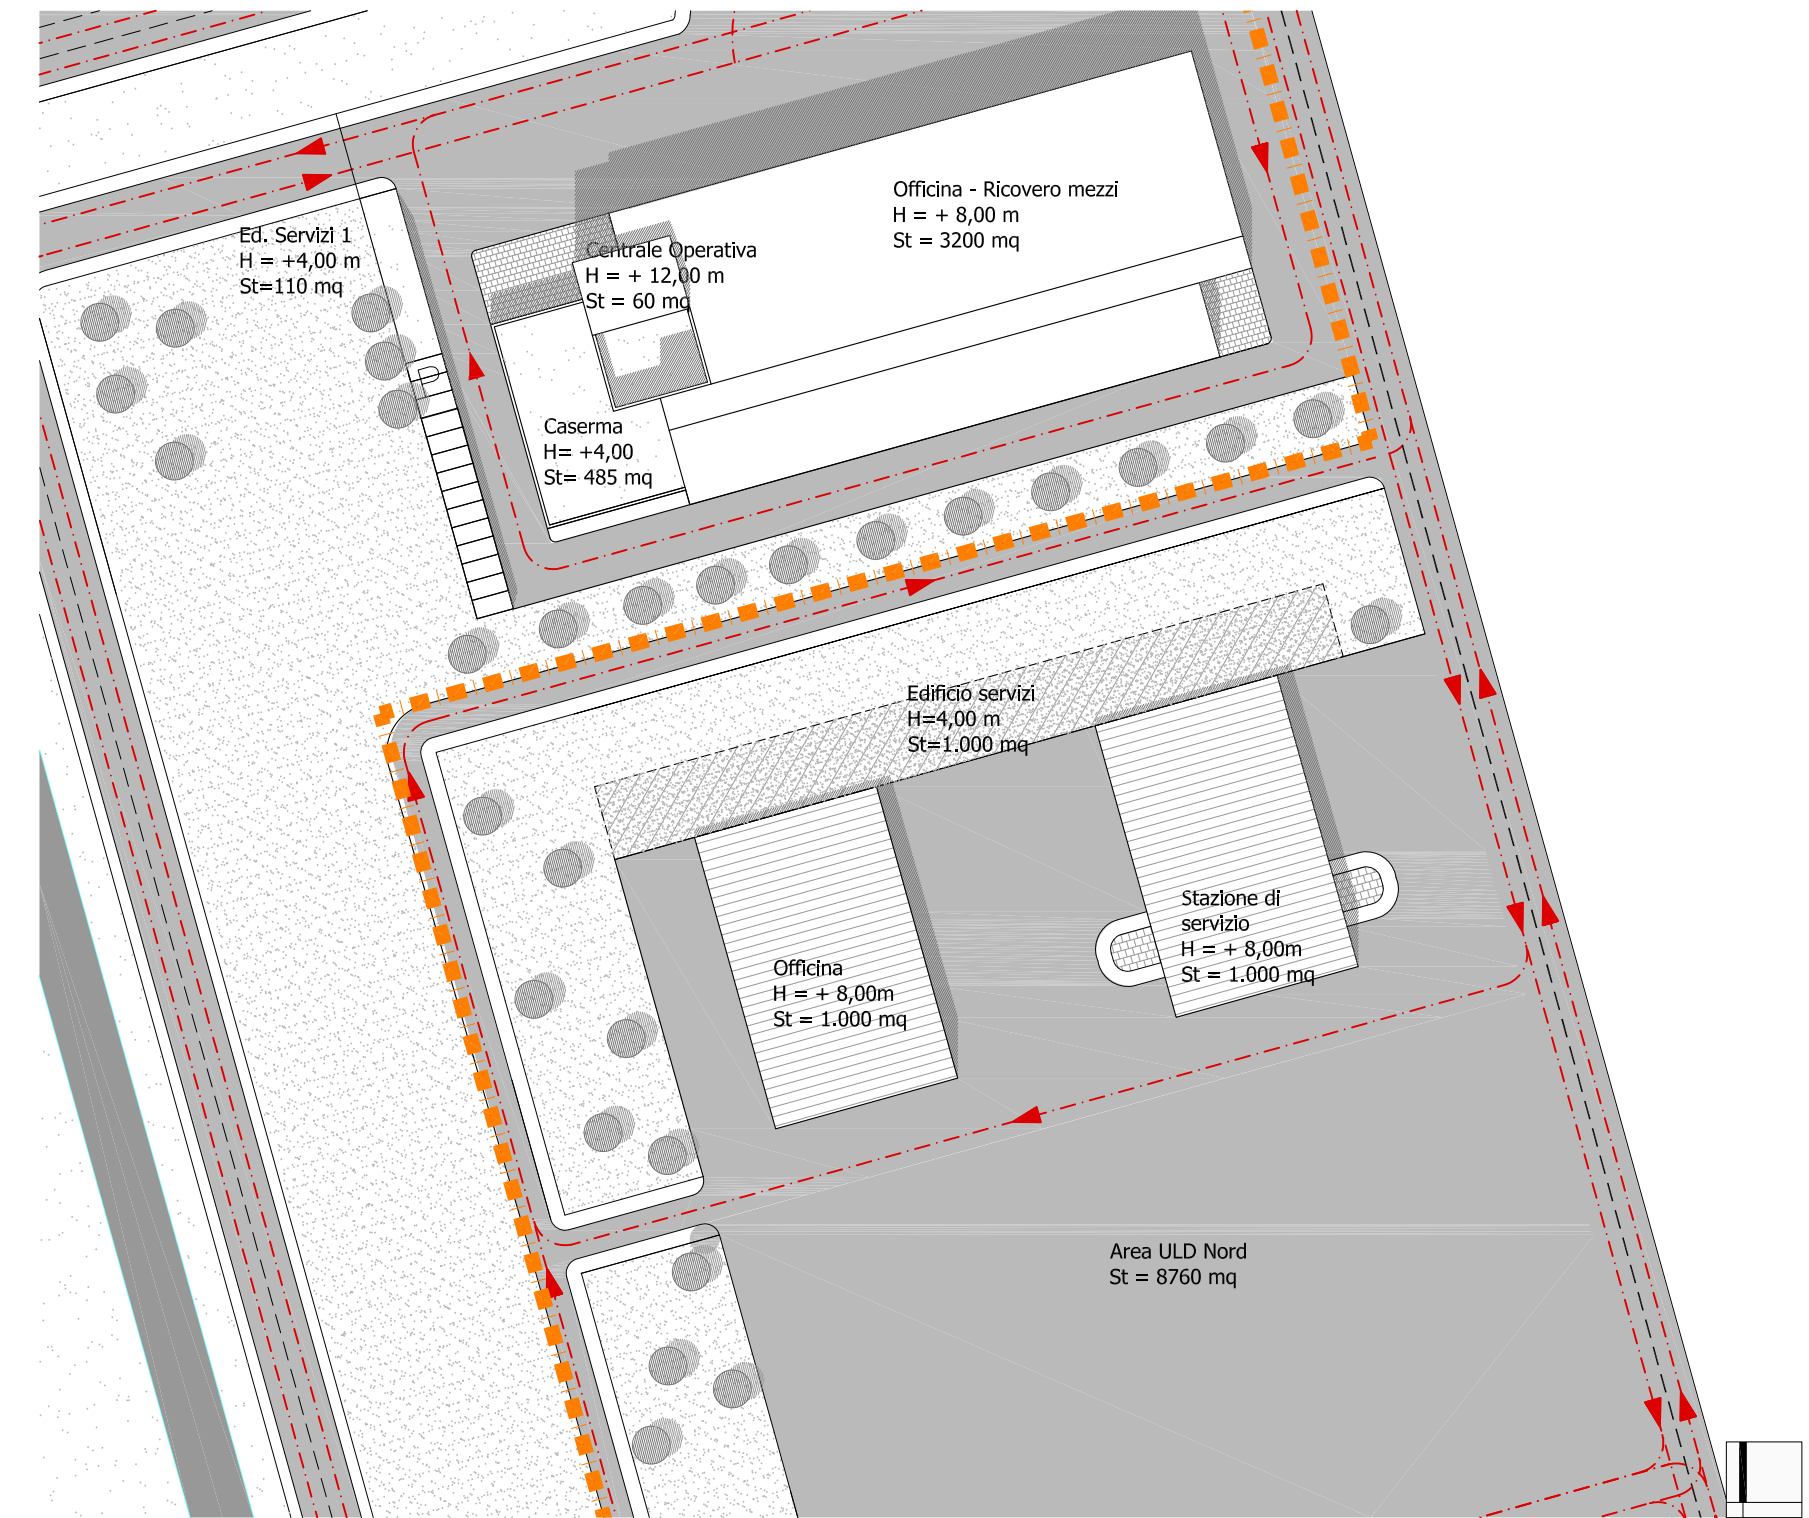 Officina - Ricovero mezzi
H = + 8,00 m
St = 3200 mq
Ed. Servizi 1
H = +4,00 m
St=110 mq
Centrale Operativa
H = + 12,00 m
St = 60 mq
Caserma
H= +4,00
St= 485 mq
Edificio servizi
H=4,00 m
St=1.000 mq
Stazione di
servizio
H = + 8,00m
St = 1.000 mq
Officina
H = + 8,00m
St = 1.000 mq
Area ULD Nord
St = 8760 mq